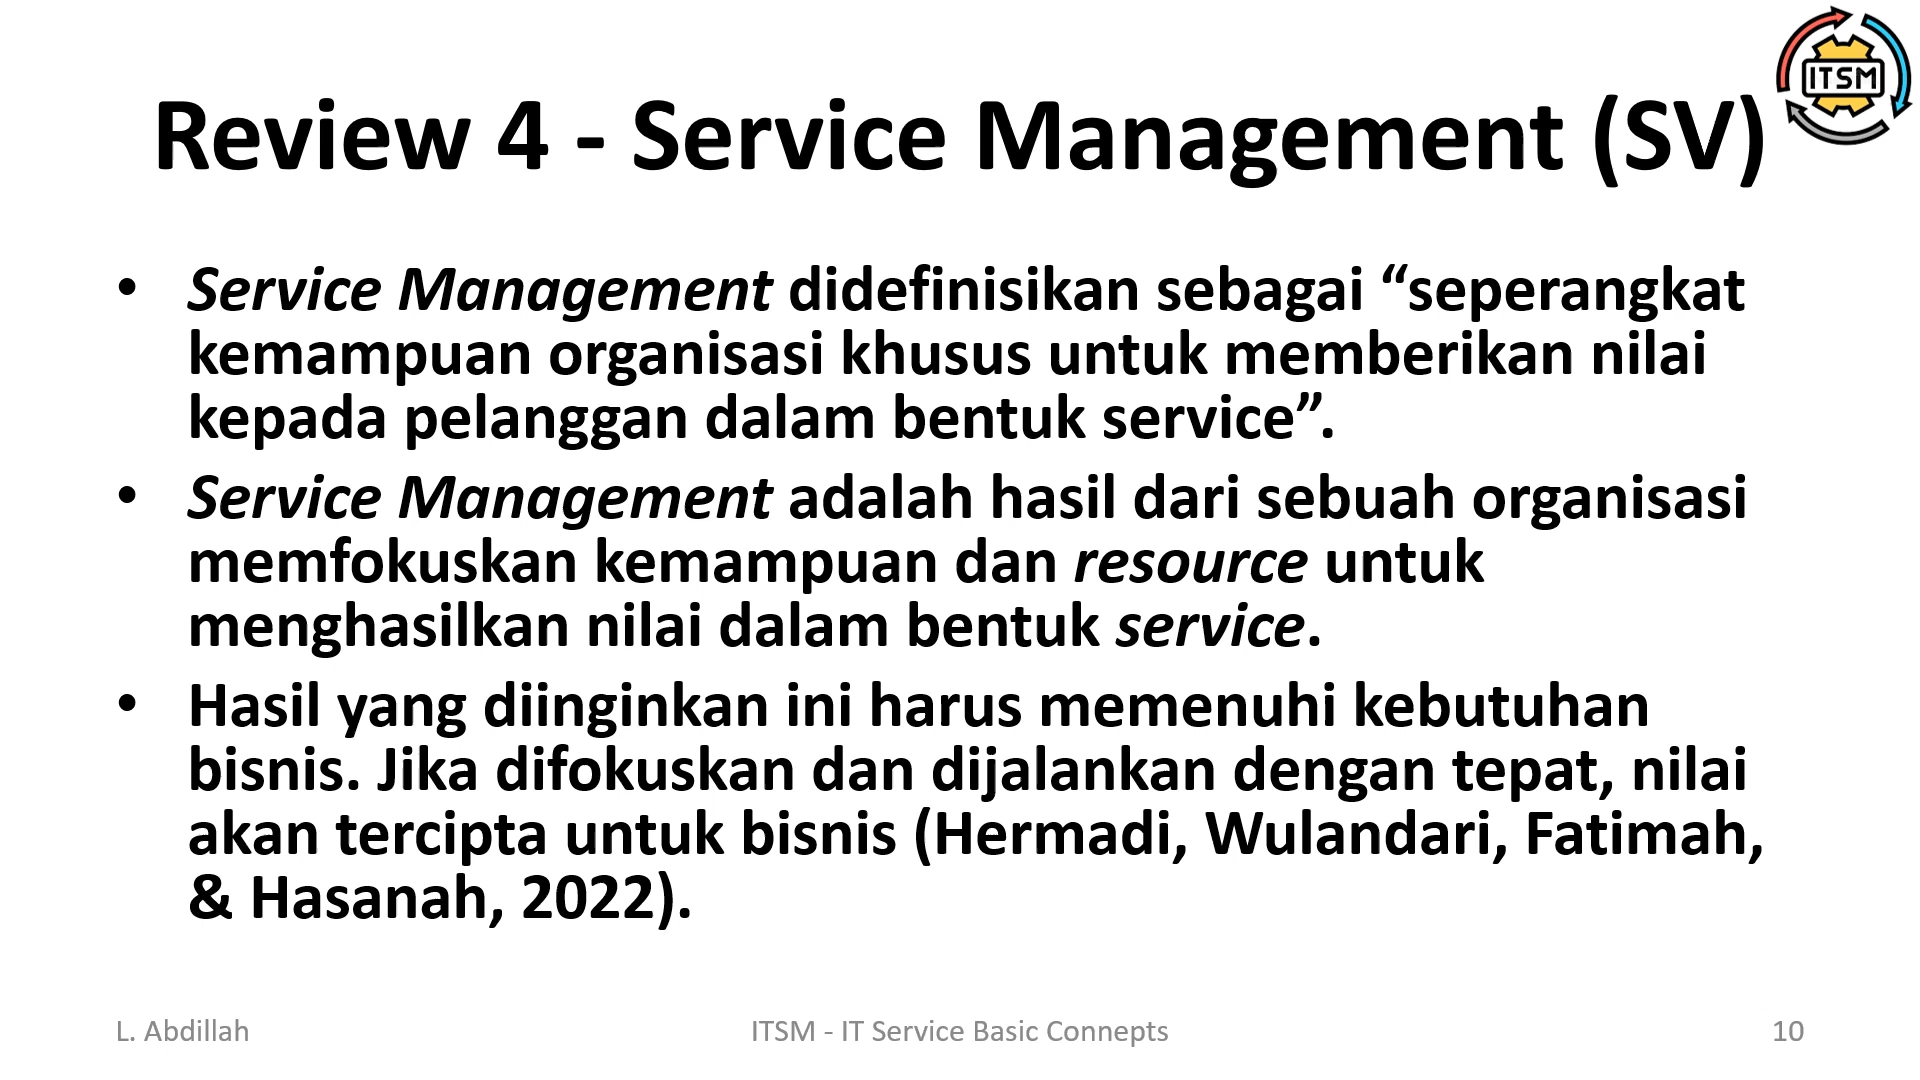 ITSM
Review 4 - Service Management (SV)
• Service Management didefinisikan sebagai “seperangkat
kemampuan organisasi khusus untuk memberikan nilai
kepada pelanggan dalam bentuk service”.
• Service Management adalah hasil dari sebuah organisasi
memfokuskan kemampuan dan resource untuk
menghasilkan nilai dalam bentuk service.
• Hasil yang diinginkan ini harus memenuhi kebutuhan
bisnis. Jika difokuskan dan dijalankan dengan tepat, nilai
akan tercipta untuk bisnis (Hermadi, Wulandari, Fatimah,
& Hasanah, 2022).
L. Abdillah
ITSM - IT Service Basic Connepts
10